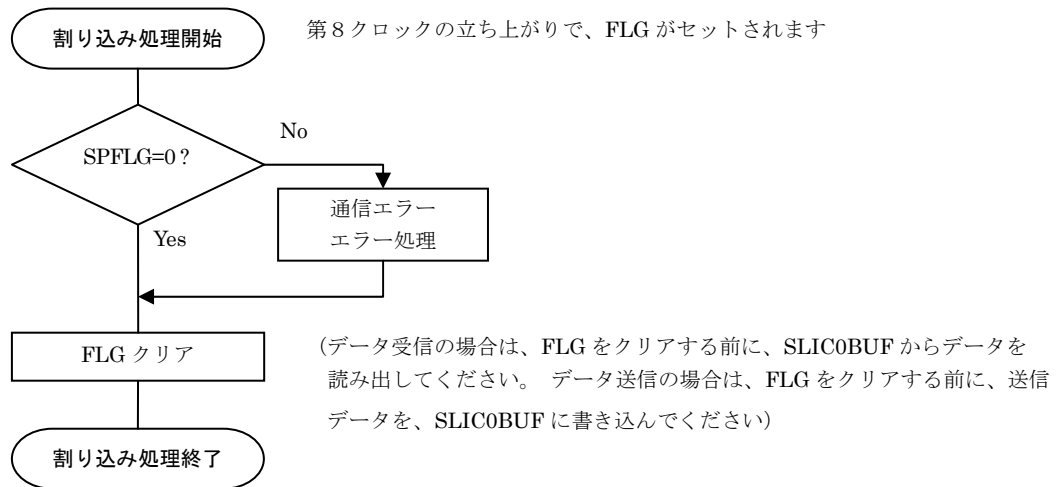 割り込み処理開始
第８クロックの立ち上がりで、FLG がセットされます
No
SPFLG=0？
通信エラー
エラー処理
Yes
FLG クリア
（データ受信の場合は、FLG をクリアする前に、SLIC0BUF からデータを
読み出してください。 データ送信の場合は、FLG をクリアする前に、送信
データを、SLIC0BUF に書き込んでください）
割り込み処理終了